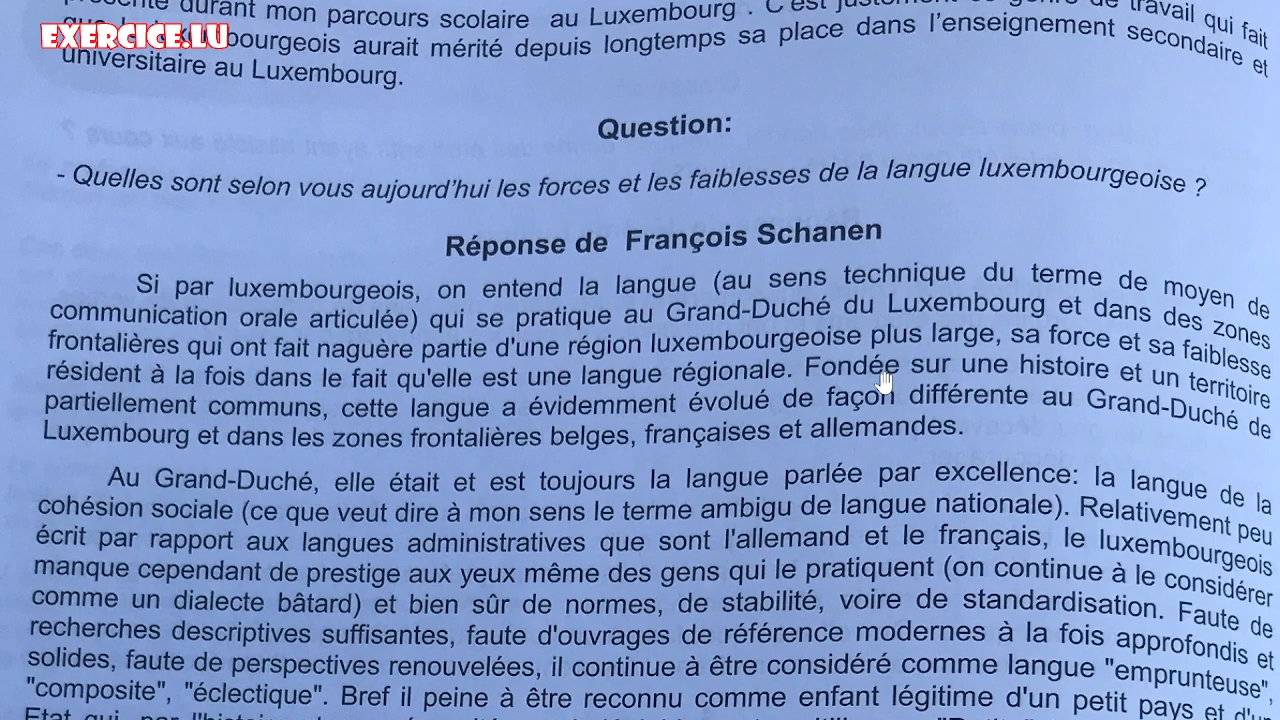 durant mon parcours scolaire au Luxembourg . C'est travail qui fait
EXERCICE.LU
bourgeois aurait mérité depuis longtemps sa place dans l'enseignement secondaire et
universitaire au Luxembourg.
Question:
- Quelles sont selon vous aujourd'hui les forces et les faiblesses de la langue luxembourgeoise ?
Réponse de François Schanen
Si par luxembourgeois, on entend la langue (au sens technique du terme de moyen de
communication orale articulée) qui se pratique au Grand-Duché du Luxembourg et dans des zones
frontalières qui ont fait naguère partie d'une région luxembourgeoise plus large, sa force et sa faiblesse
résident à la fois dans le fait qu'elle est une langue régionale. Fondée sur une histoire et un territoire
partiellement communs, cette langue a évidemment évolué de façon différente au Grand-Duché de
Luxembourg et dans les zones frontalières belges, françaises et allemandes.
Au Grand-Duché, elle était et est toujours la langue parlée par excellence: la langue de la
cohésion sociale (ce que veut dire à mon sens le terme ambigu de langue nationale). Relativement peu
écrit par rapport aux langues administratives que sont l'allemand et le français, le luxembourgeois
manque cependant de prestige aux yeux même des gens qui le pratiquent (on continue à le considérer
comme un dialecte bâtard) et bien sûr de normes, de stabilité, voire de standardisation. Faute de
recherches descriptives suffisantes, faute d'ouvrages de référence modernes à la fois approfondis et
solides, faute de perspectives renouvelées, il continue à être considéré comme langue "emprunteuse",
"composite", "éclectique". Bref il peine à être reconnu comme enfant légitime d'un petit pays et
Etat qui, par